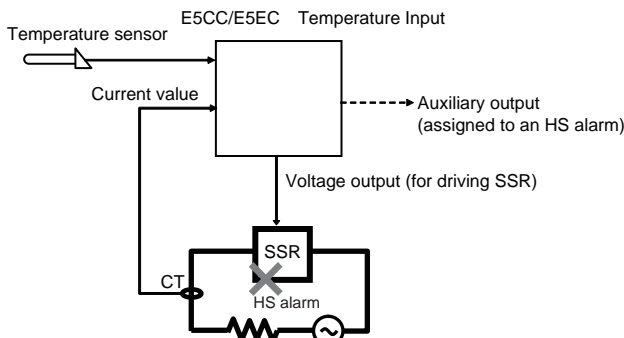 E5CC/E5EC Temperature Input
Temperature sensor
Current value
Auxiliary output
(assigned to an HS alarm)
Voltage output (for driving SSR)
SSR
CT
HS alarm